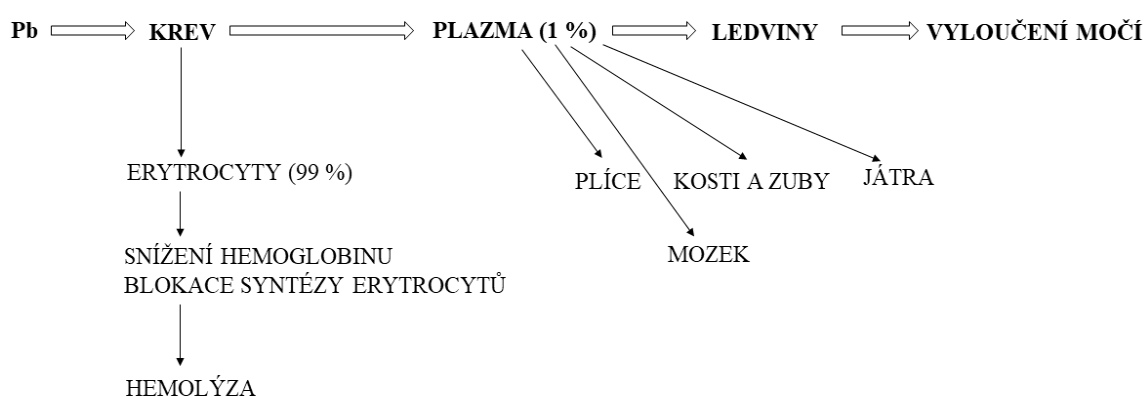 Pb KREV PLAZMA (1 %) LEDVINY VYLOUČENÍ MOČÍ
ERYTROCYTY (99 %) PLÍCE KOSTI A ZUBY JÁTRA
SNÍŽENÍ HEMOGLOBINU MOZEK
BLOKACE SYNTÉZY ERYTROCYTŮ
HEMOLÝZA